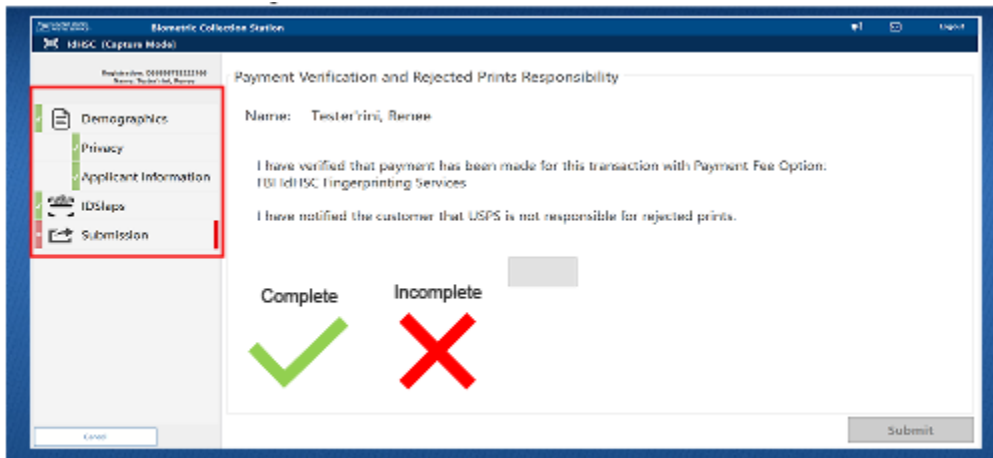 Biometric Collection Station
Logout
IdHSC (Capture Mode)
Payment Verification and Rejected Prints Responsibility
Name: Tester'rini, Renee
Demographics
Privacy
Applicant Information
IDSlaps
Submission
I have verified that payment has been made for this transaction with Payment Fee Option:
FBI IdHSC Fingerprinting Services
I have notified the customer that USPS is not responsible for rejected prints.
Complete
Incomplete
Cancel
Submit